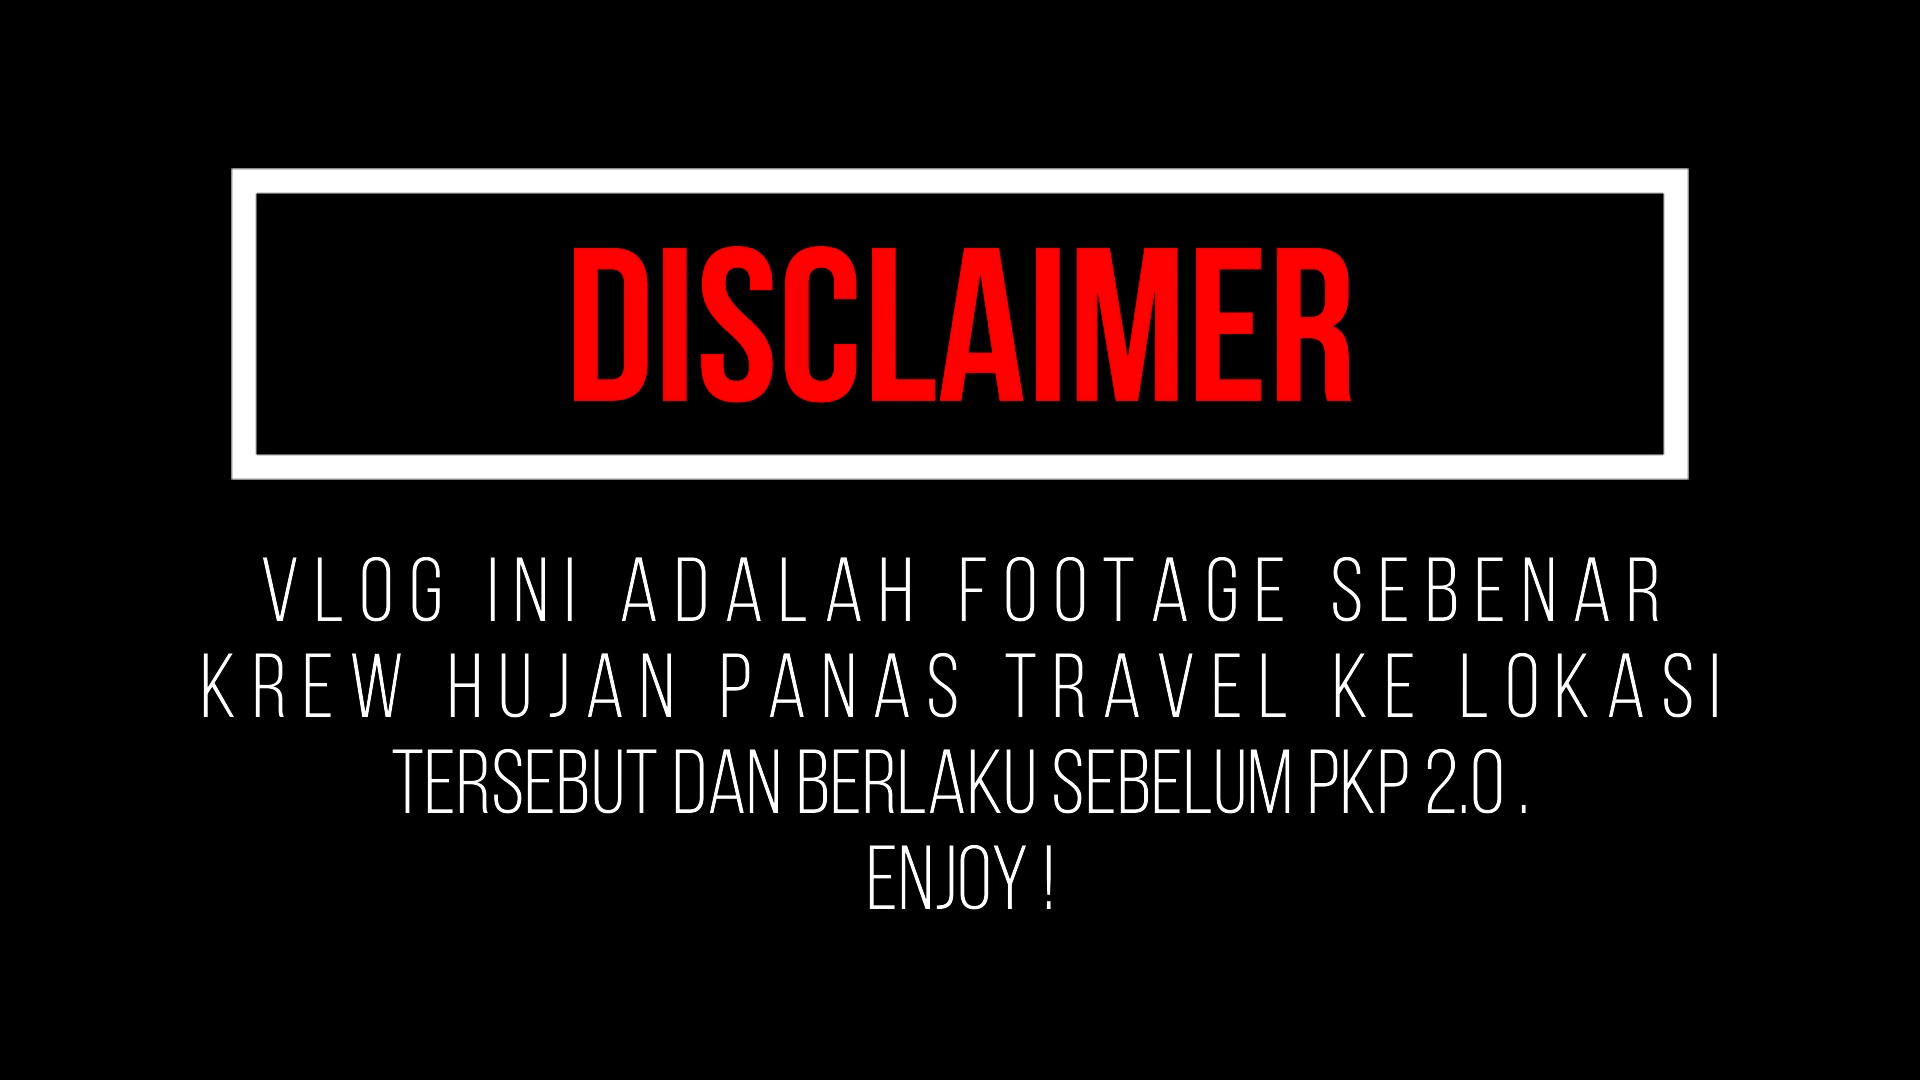 DISCLAIMER
VLOG INI ADALAH FOOTAGE SEBENAR
KREW HUJAN PANAS TRAVEL KE LOKASI
TERSEBUT DAN BERLAKU SEBELUM PKP 2.0 .
ENJOY !